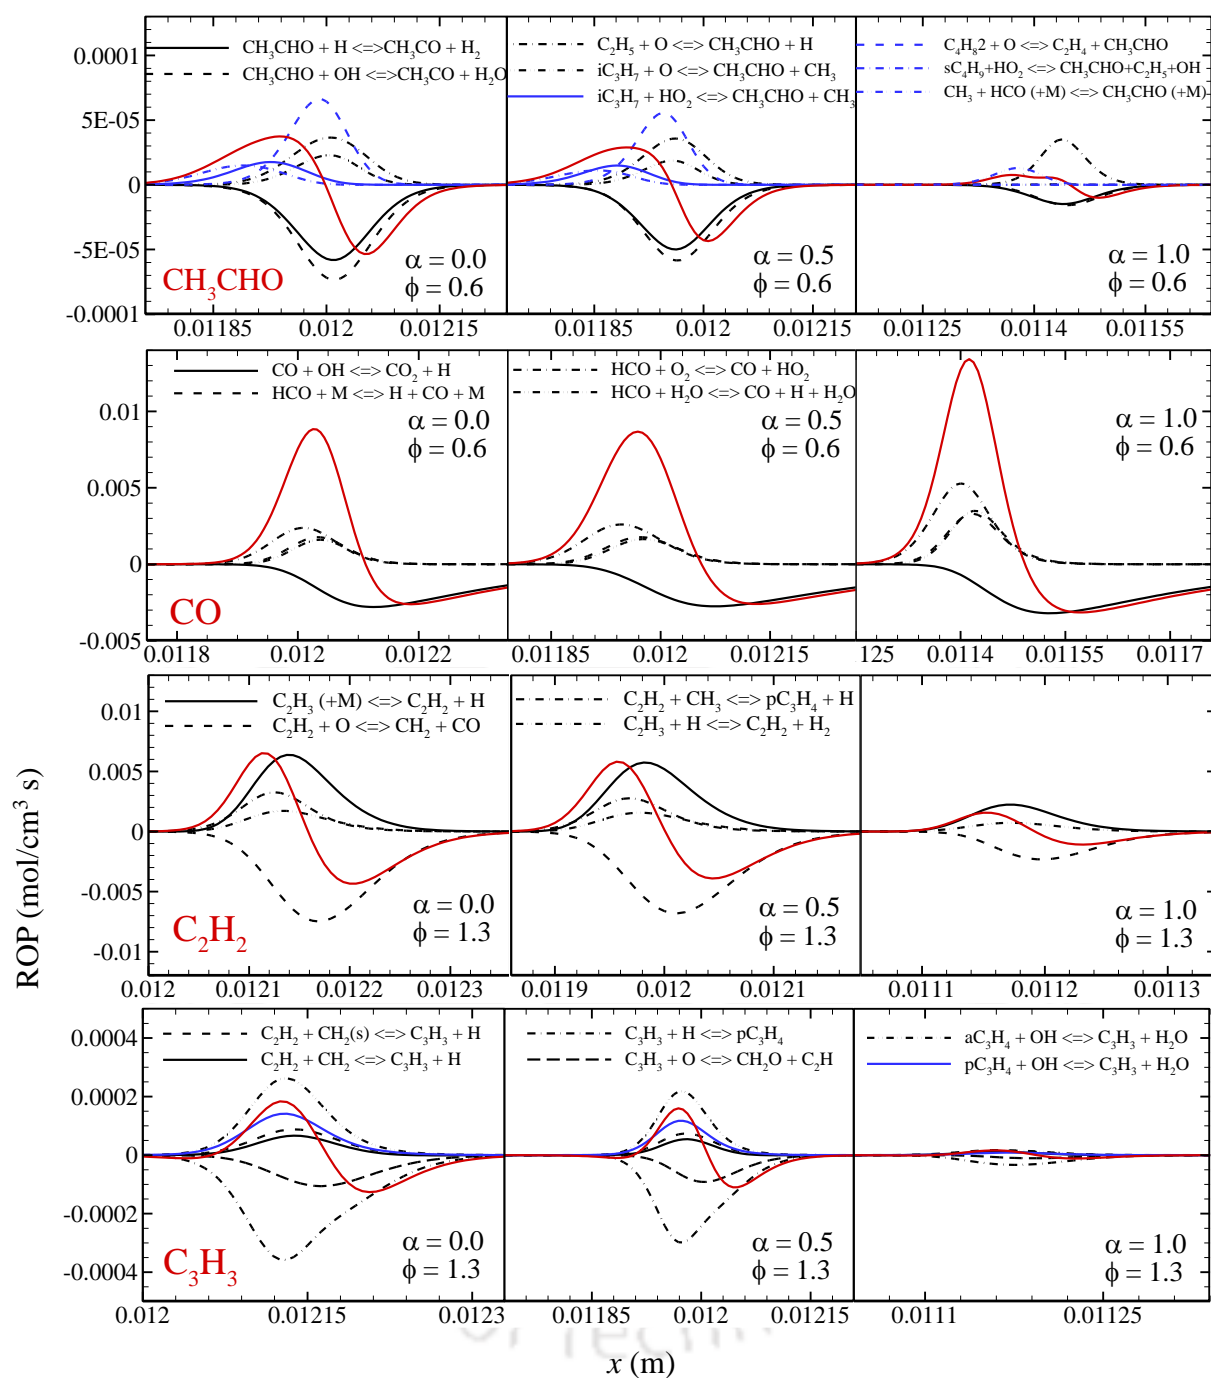 0.0001
5E-05
0
-5E-05
-0.0001
CH₃CHO + H <=>CH₃CO + H₂
CH₃CHO + OH <=>CH₃CO + H₂O
α = 0.0
ϕ = 0.6
CH₃CHO
0.01185 0.012 0.01215
C₂H₅ + O <=> CH₃CHO + H
iC₃H₇ + O <=> CH₃CHO + CH₃
iC₃H₇ + HO₂ <=> CH₃CHO + CH₃
α = 0.5
ϕ = 0.6
0.01185 0.012 0.01215
C₄H₈2 + O <=> C₂H₄ + CH₃CHO
sC₄H₉+HO₂ <=> CH₃CHO+C₂H₅+OH
CH₃ + HCO (+M) <=> CH₃CHO (+M)
α = 1.0
ϕ = 0.6
0.01125 0.0114 0.01155
0.01
0.005
0
-0.005
CO + OH <=> CO₂ + H
HCO + M <=> H + CO + M
α = 0.0
ϕ = 0.6
CO
0.0118 0.012 0.0122
HCO + O₂ <=> CO + HO₂
HCO + H₂O <=> CO + H + H₂O
α = 0.5
ϕ = 0.6
0.01185 0.012 0.01215
α = 1.0
ϕ = 0.6
125 0.0114 0.01155 0.0117
0.01
0.005
0
-0.005
-0.01
C₂H₃ (+M) <=> C₂H₂ + H
C₂H₂ + O <=> CH₂ + CO
α = 0.0
ϕ = 1.3
C₂H₂
0.012 0.0121 0.0122 0.0123
C₂H₂ + CH₃ <=> pC₃H₄ + H
C₂H₃ + H <=> C₂H₂ + H₂
α = 0.5
ϕ = 1.3
0.0119 0.012 0.0121
α = 1.0
ϕ = 1.3
0.0111 0.0112 0.0113
0.0004
0.0002
0
-0.0002
-0.0004
C₂H₂ + CH₂(s) <=> C₃H₃ + H
C₂H₂ + CH₂ <=> C₃H₃ + H
α = 0.0
ϕ = 1.3
C₃H₃
0.012 0.01215 0.0123
C₃H₃ + H <=> pC₃H₄
C₃H₃ + O <=> CH₂O + C₂H
α = 0.5
ϕ = 1.3
0.01185 0.012 0.01215
aC₃H₄ + OH <=> C₃H₃ + H₂O
pC₃H₄ + OH <=> C₃H₃ + H₂O
α = 1.0
ϕ = 1.3
0.0111 0.01125
ROP (mol/cm³ s)
x (m)